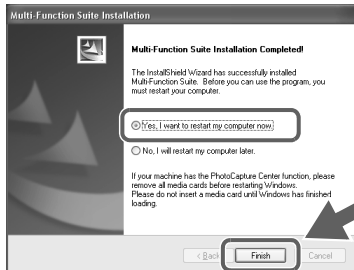 Multi-Function Suite Installation
Multi-Function Suite Installation Completed!
The InstallShield Wizard has successfully installed
Multi-Function Suite. Before you can use the program, you
must restart your computer.
Yes, I want to restart my computer now.
No, I will restart my computer later.
If your machine has the PhotoCapture Center function, please
remove all media cards before restarting Windows.
Please do not insert a media card until Windows has finished
loading.
< Back
Finish
Cancel